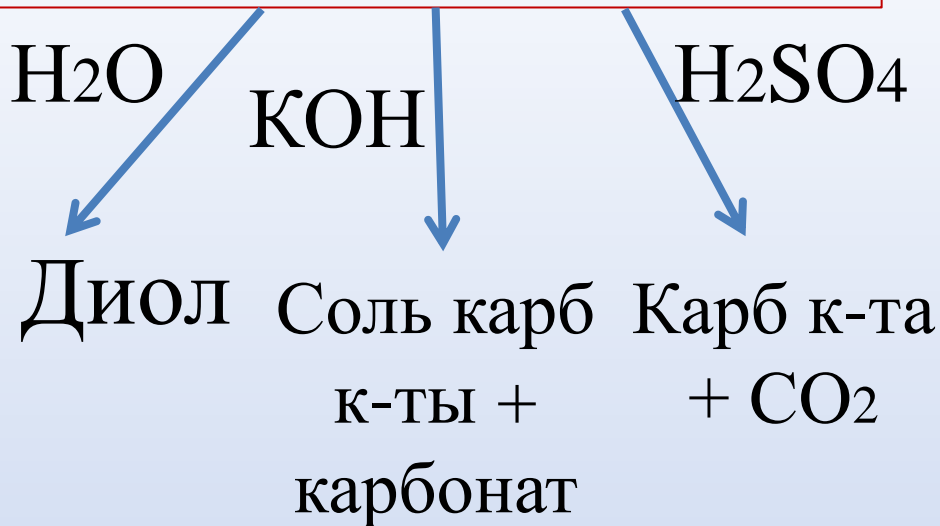 H2O
KOH
H2SO4
Диол
Соль карб
к-ты +
карбонат
Карб к-та
+ CO2